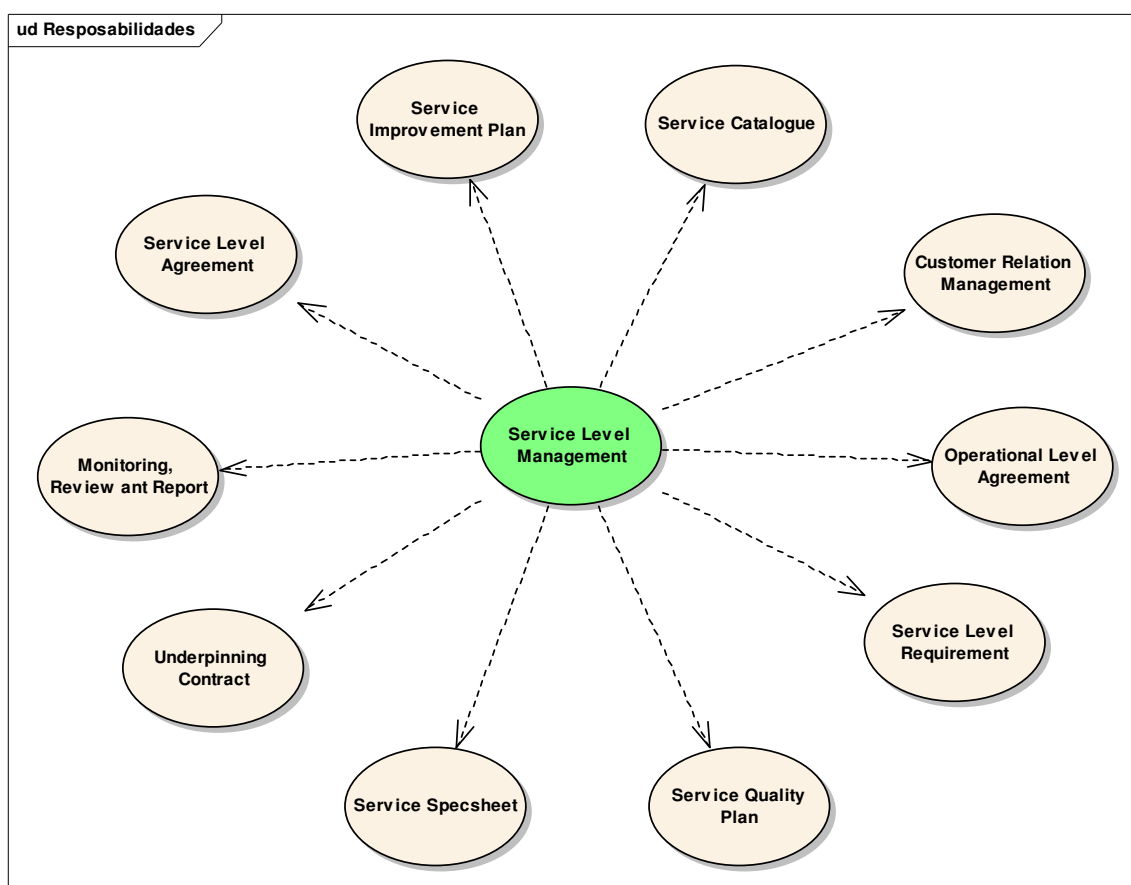 ud Resposabilidades
Service
Improvement Plan
Service Catalogue
Service Level
Agreement
Customer Relation
Management
Service Level
Management
Monitoring,
Review ant Report
Operational Level
Agreement
Underpinning
Contract
Service Level
Requirement
Service Specsheet
Service Quality
Plan